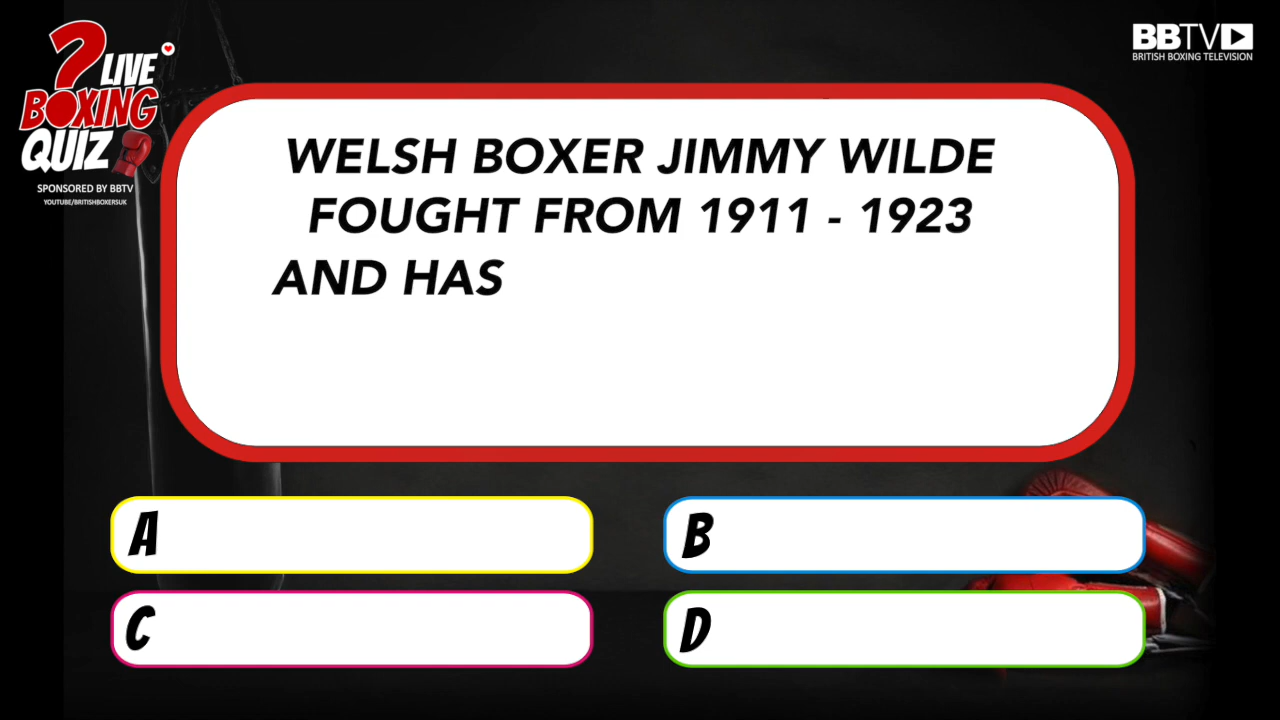 ? LIVE
BOXING
QUIZ
SPONSORED BY BBTV
YOUTUBE/BRITISHBOXERSUK
BBTV
BRITISH BOXING TELEVISION
WELSH BOXER JIMMY WILDE
FOUGHT FROM 1911 - 1923
AND HAS
A
B
C
D